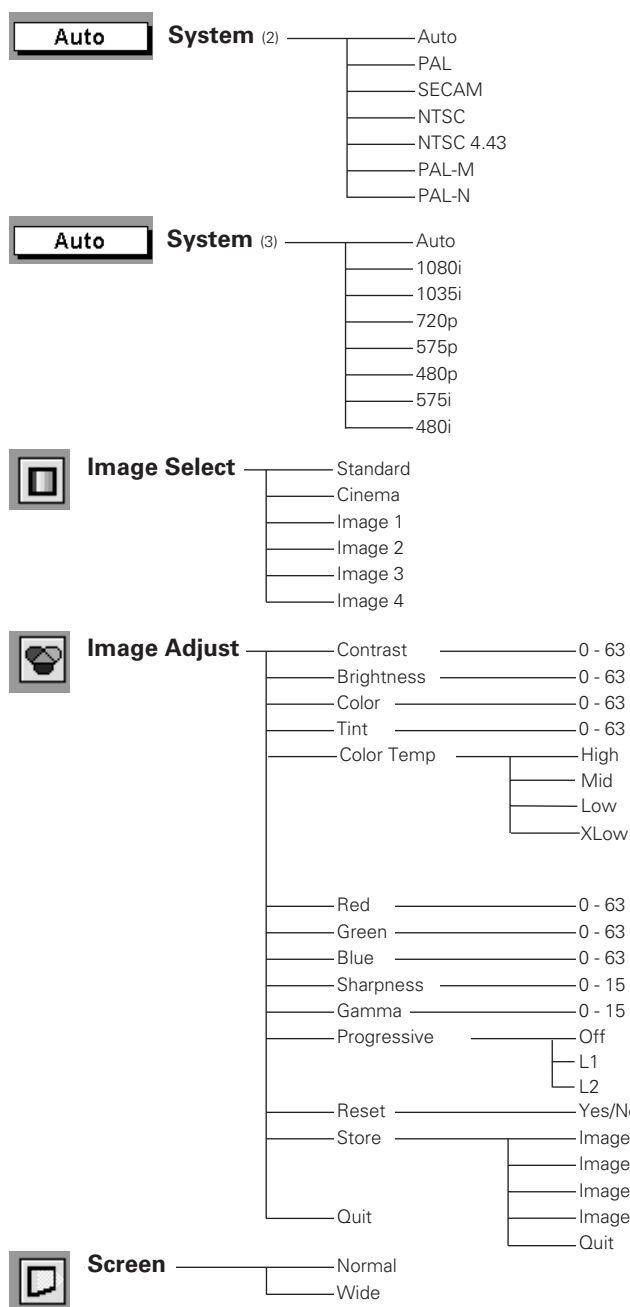 Auto System (2) Auto
PAL
SECAM
NTSC
NTSC 4.43
PAL-M
PAL-N
Auto System (3) Auto
1080i
1035i
720p
575p
480p
575i
480i
Image Select Standard
Cinema
Image 1
Image 2
Image 3
Image 4
Image Adjust Contrast 0 - 63
Brightness 0 - 63
Color 0 - 63
Tint 0 - 63
Color Temp High
Mid
Low
XLow
Red 0 - 63
Green 0 - 63
Blue 0 - 63
Sharpness 0 - 15
Gamma 0 - 15
Progressive Off
L1
L2
Reset
Store Image
Image
Image
Quit Image
Quit
Screen Normal
Wide